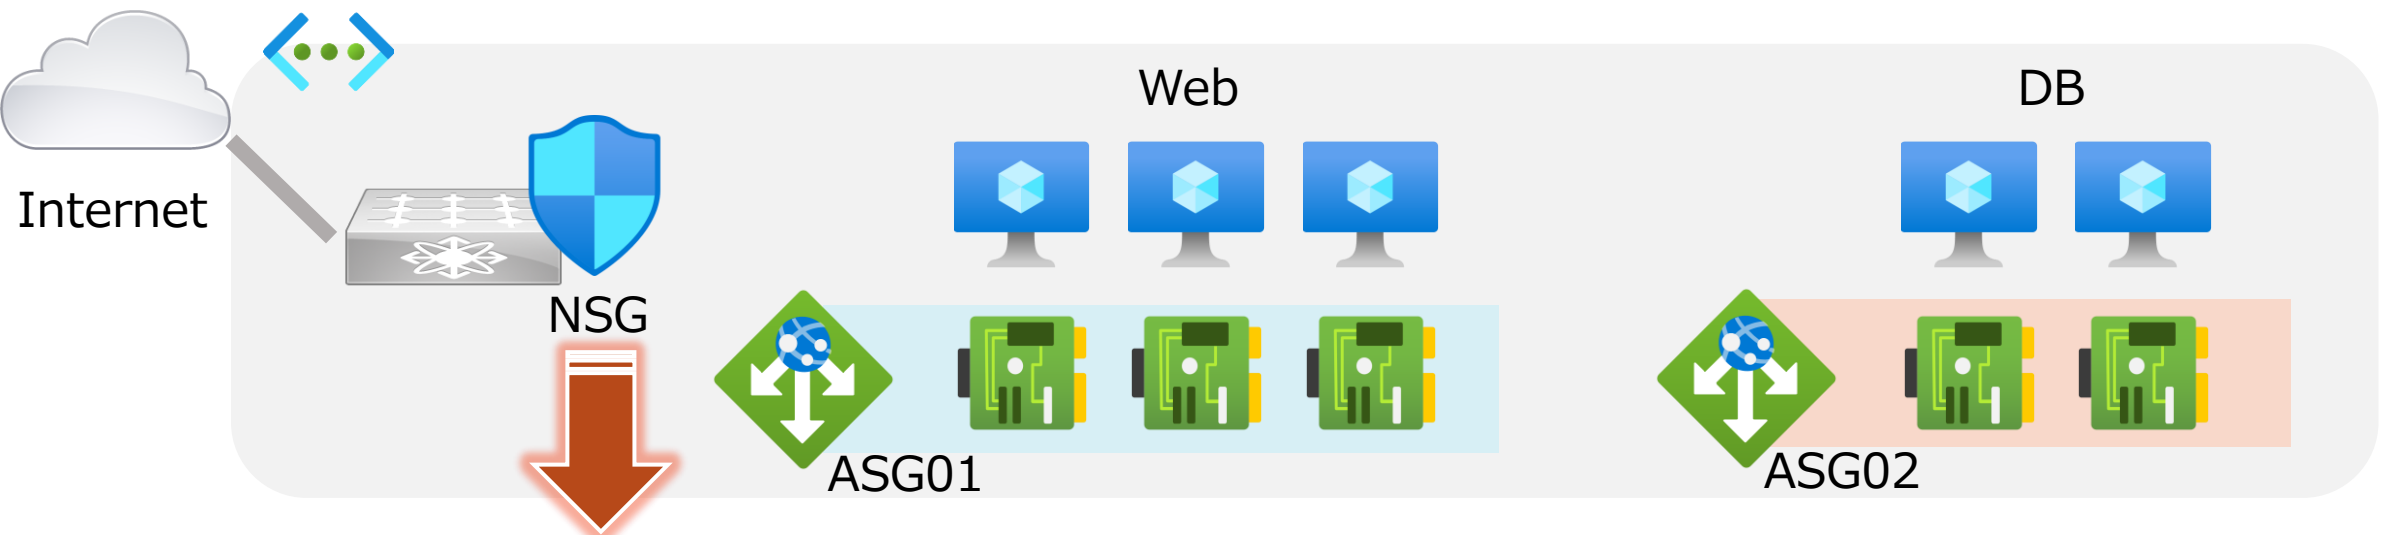 Internet
NSG
Web
DB
ASG01
ASG02